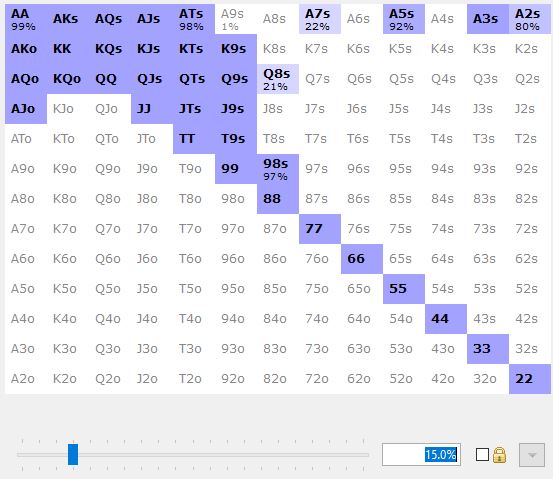 AA AKs AQs AJs ATs A9s A8s A7s A6s A5s A4s A3s A2s
99% 98% 1% 22% 92% 80%
AKo KK KQs KJs KTs K9s K8s K7s K6s K5s K4s K3s K2s
AQo KQo QQ QJs QTs Q9s Q8s Q7s Q6s Q5s Q4s Q3s Q2s
21%
AJo KJo QJo JJ JTs J9s J8s J7s J6s J5s J4s J3s J2s
ATo KTo QTo JTo TT T9s T8s T7s T6s T5s T4s T3s T2s
A9o K9o Q9o J9o T9o 99 98s 97s 96s 95s 94s 93s 92s
97%
A8o K8o Q8o J8o T8o 98o 88 87s 86s 85s 84s 83s 82s
A7o K7o Q7o J7o T7o 97o 87o 77 76s 75s 74s 73s 72s
A6o K6o Q6o J6o T6o 96o 86o 76o 66 65s 64s 63s 62s
A5o K5o Q5o J5o T5o 95o 85o 75o 65o 55 54s 53s 52s
A4o K4o Q4o J4o T4o 94o 84o 74o 64o 54o 44 43s 42s
A3o K3o Q3o J3o T3o 93o 83o 73o 63o 53o 43o 33 32s
A2o K2o Q2o J2o T2o 92o 82o 72o 62o 52o 42o 32o 22
15.0%